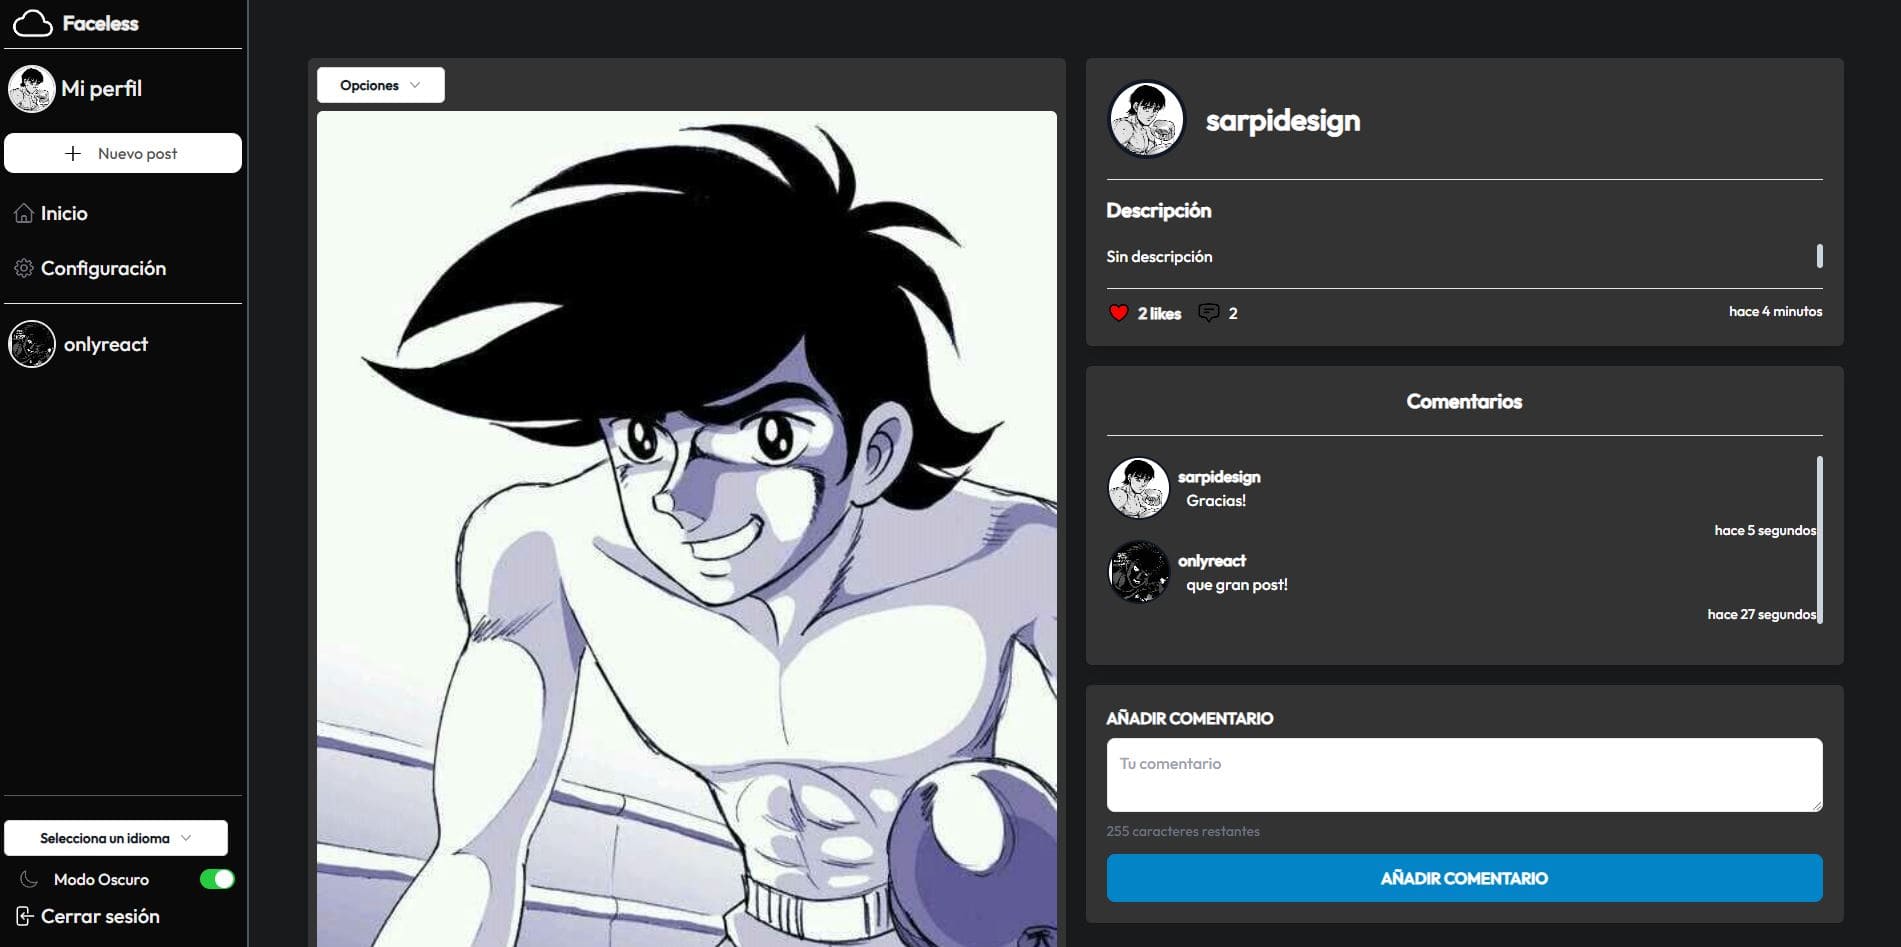 Faceless
Mi perfil
Nuevo post
Inicio
Configuración
onlyreact
Selecciona un idioma
Modo Oscuro
Cerrar sesión
Opciones
sarpidesign
Descripción
Sin descripción
2 likes 2 hace 4 minutos
Comentarios
sarpidesign
Gracias!
hace 5 segundos
onlyreact
que gran post!
hace 27 segundos
AÑADIR COMENTARIO
Tu comentario
255 caracteres restantes
AÑADIR COMENTARIO